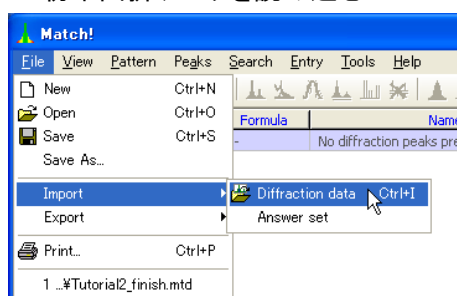 Match!
File View Pattern Peaks Search Entry Tools Help
New Ctrl+N
Open Ctrl+O
Save Ctrl+S
Save As...
Import
Export
Print... Ctrl+P
1 ...¥Tutorial2_finish.mtd
Formula Name
- No diffraction peaks pre
Diffraction data Ctrl+I
Answer set